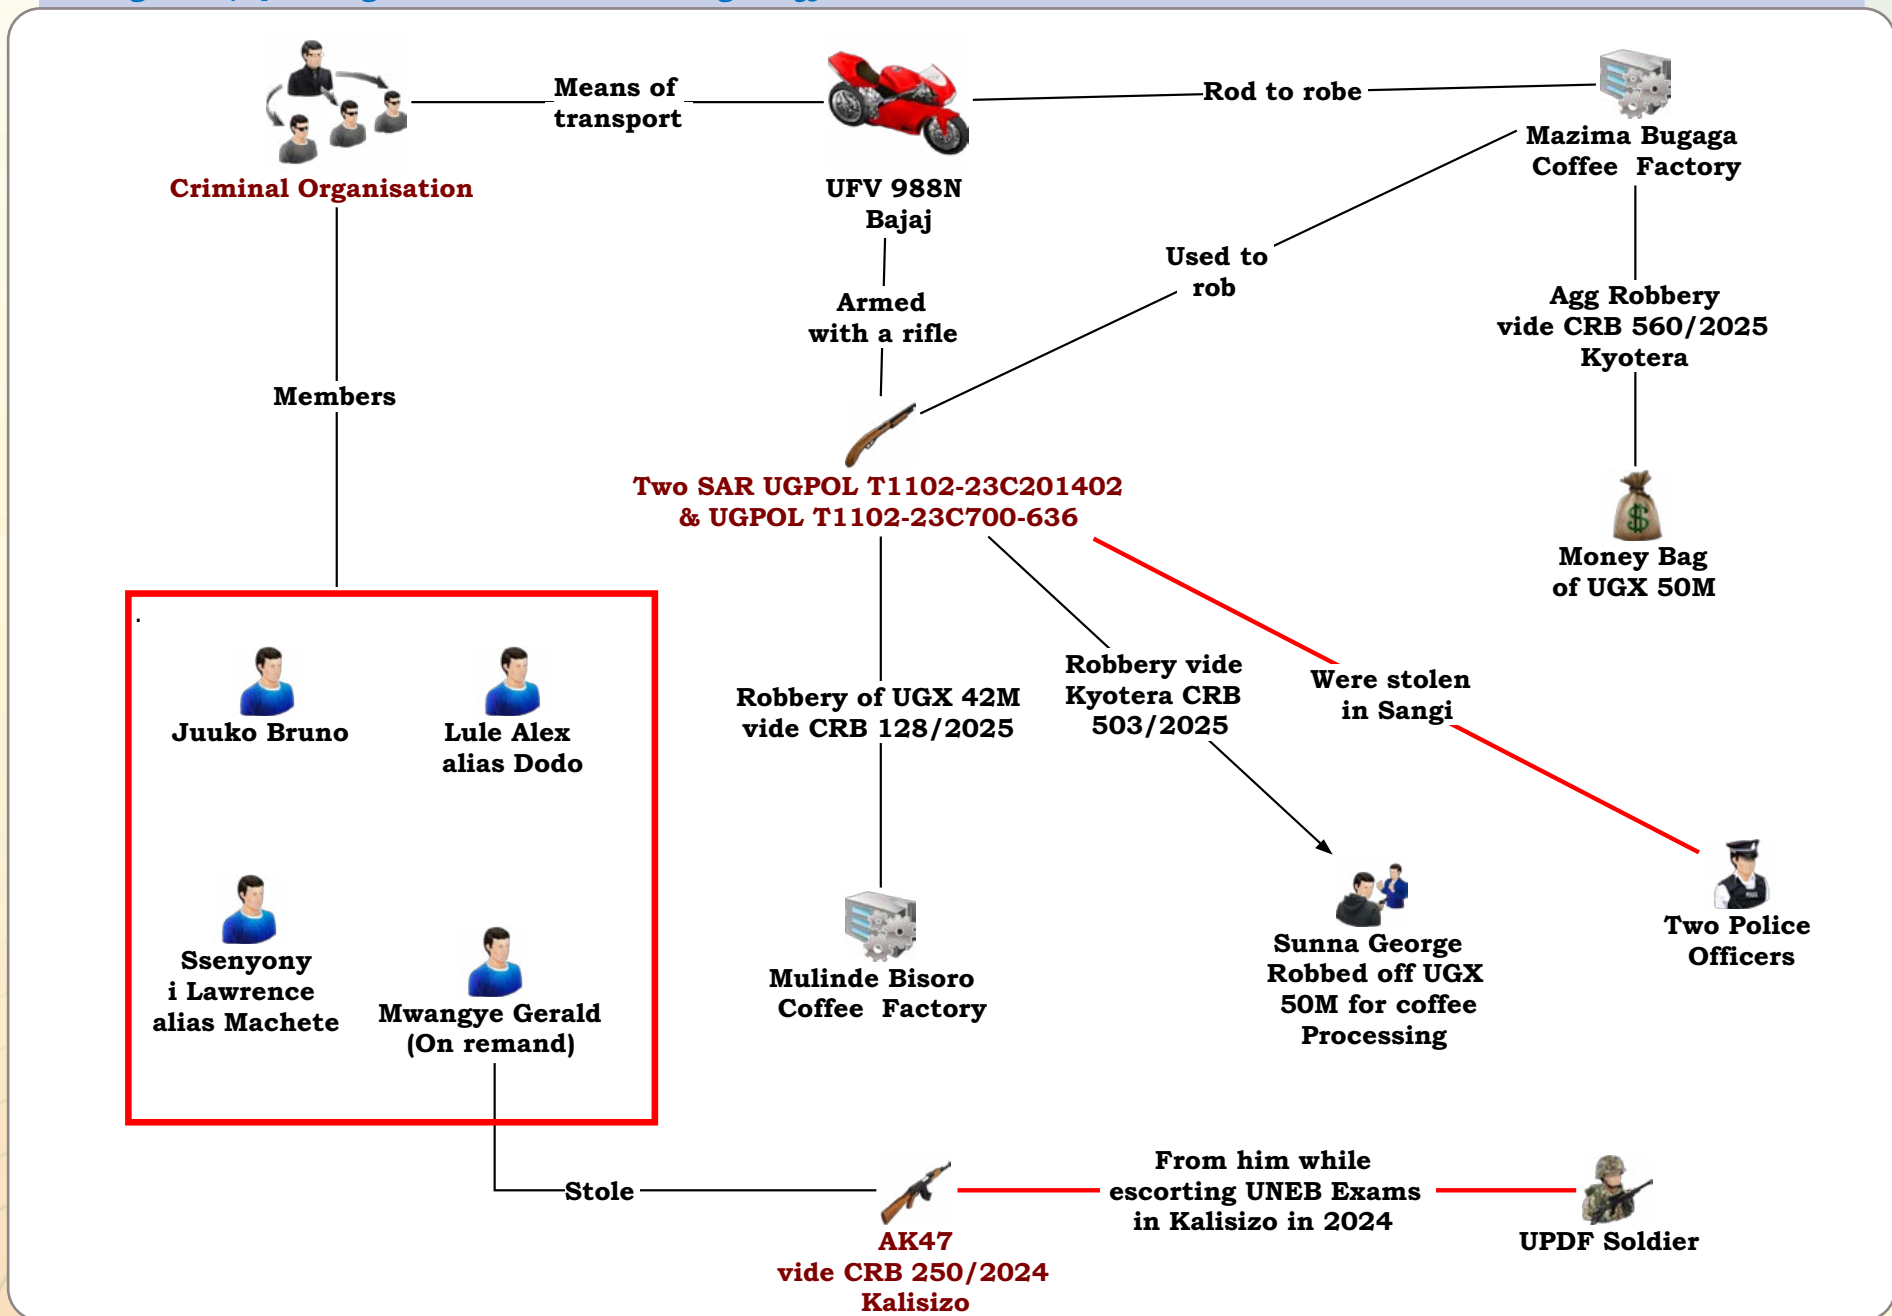 Means of
transport
Rod to robe
Mazima Bugaga
Coffee Factory
Criminal Organisation
UFV 988N
Bajaj
Used to
rob
Armed
with a rifle
Agg Robbery
vide CRB 560/2025
Kyotera
Members
Two SAR UGPOL T1102-23C201402
& UGPOL T1102-23C700-636
Money Bag
of UGX 50M
.
Juuko Bruno
Lule Alex
alias Dodo
Robbery of UGX 42M
vide CRB 128/2025
Robbery vide
Kyotera CRB
503/2025
Were stolen
in Sangi
Ssenyony
i Lawrence
alias Machete
Mwangye Gerald
(On remand)
Mulinde Bisoro
Coffee Factory
Sunna George
Robbed off UGX
50M for coffee
Processing
POLICE
Two Police
Officers
Stole
AK47
vide CRB 250/2024
Kalisizo
From him while
escorting UNEB Exams
in Kalisizo in 2024
UPDF Soldier